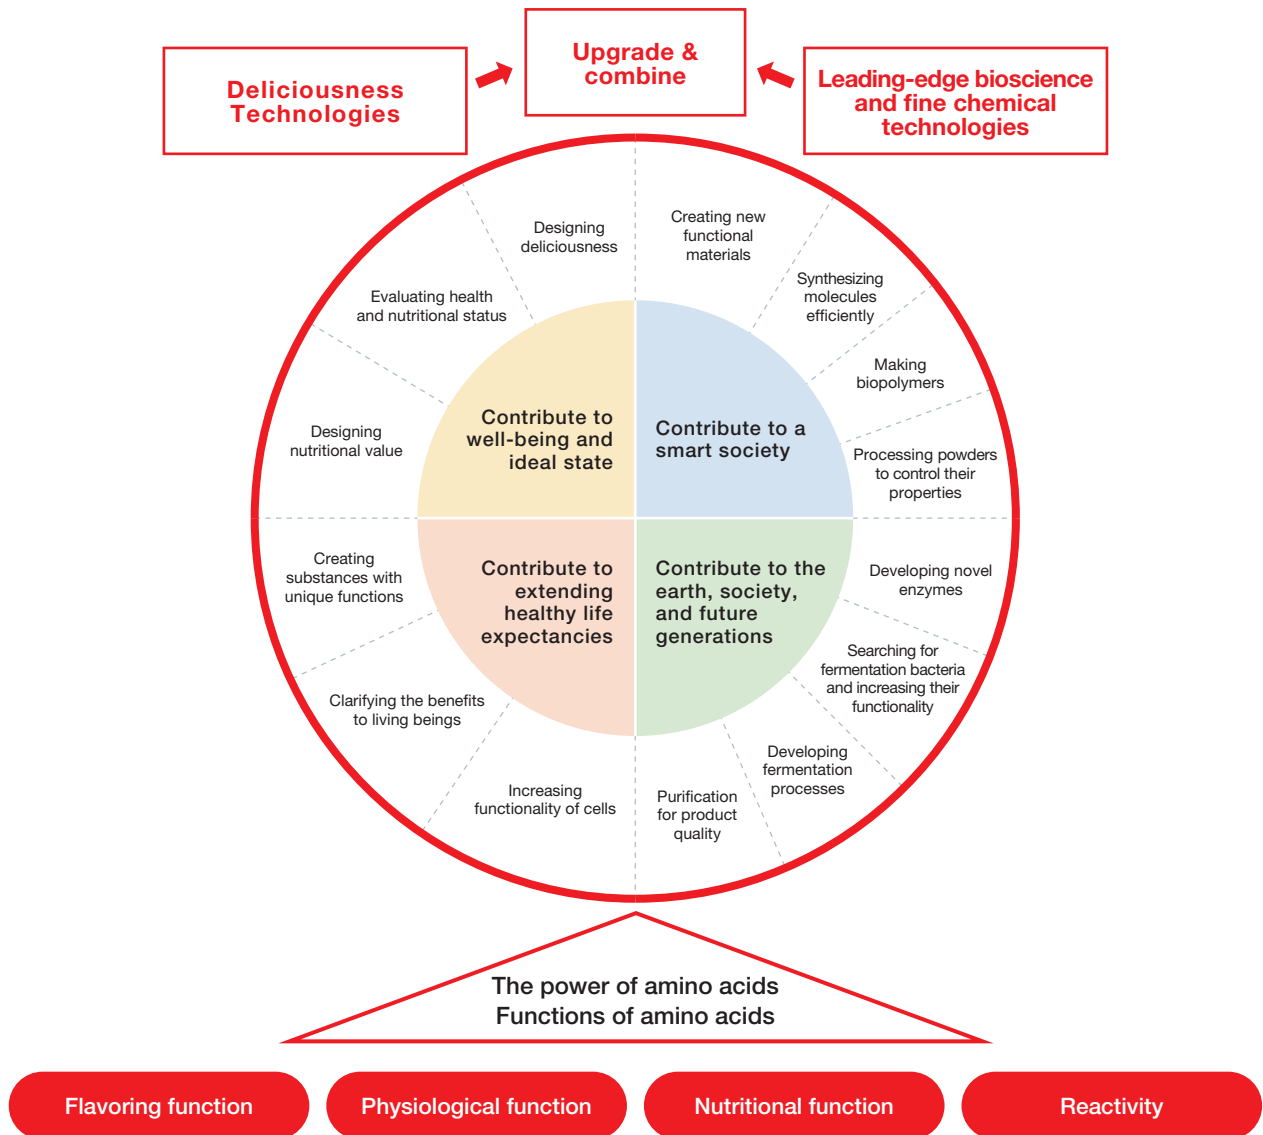 Deliciousness
Technologies
Upgrade &
combine
Leading-edge bioscience
and fine chemical
technologies
Designing
deliciousness
Creating new
functional
materials
Evaluating health
and nutritional status
Synthesizing
molecules
efficiently
Making
biopolymers
Designing
nutritional value
Processing powders
to control their
properties
Contribute to
well-being and
ideal state
Contribute to a
smart society
Contribute to
extending
healthy life
expectancies
Contribute to the
earth, society,
and future
generations
Creating
substances with
unique functions
Developing novel
enzymes
Clarifying the benefits
to living beings
Searching for
fermentation bacteria
and increasing their
functionality
Increasing
functionality of cells
Purification
for product
quality
Developing
fermentation
processes
The power of amino acids
Functions of amino acids
Flavoring function
Physiological function
Nutritional function
Reactivity